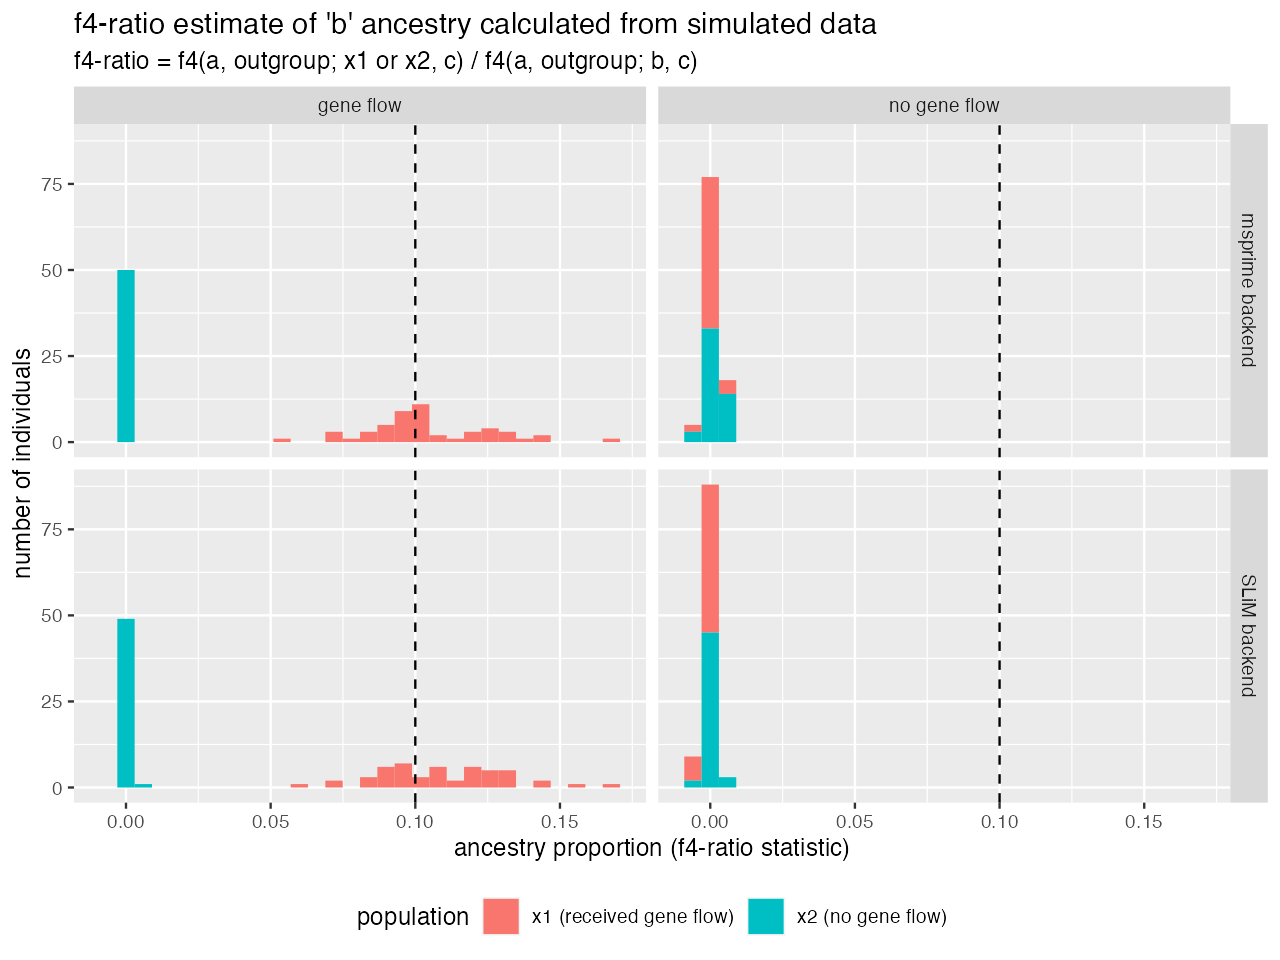 f4-ratio estimate of 'b' ancestry calculated from simulated data
f4-ratio = f4(a, outgroup; x1 or x2, c) / f4(a, outgroup; b, c)
gene flow
no gene flow
number of individuals
75
50
25
0
msprime backend
75
50
25
0
SLiM backend
0.00 0.05 0.10 0.15
0.00 0.05 0.10 0.15
ancestry proportion (f4-ratio statistic)
population x1 (received gene flow) x2 (no gene flow)